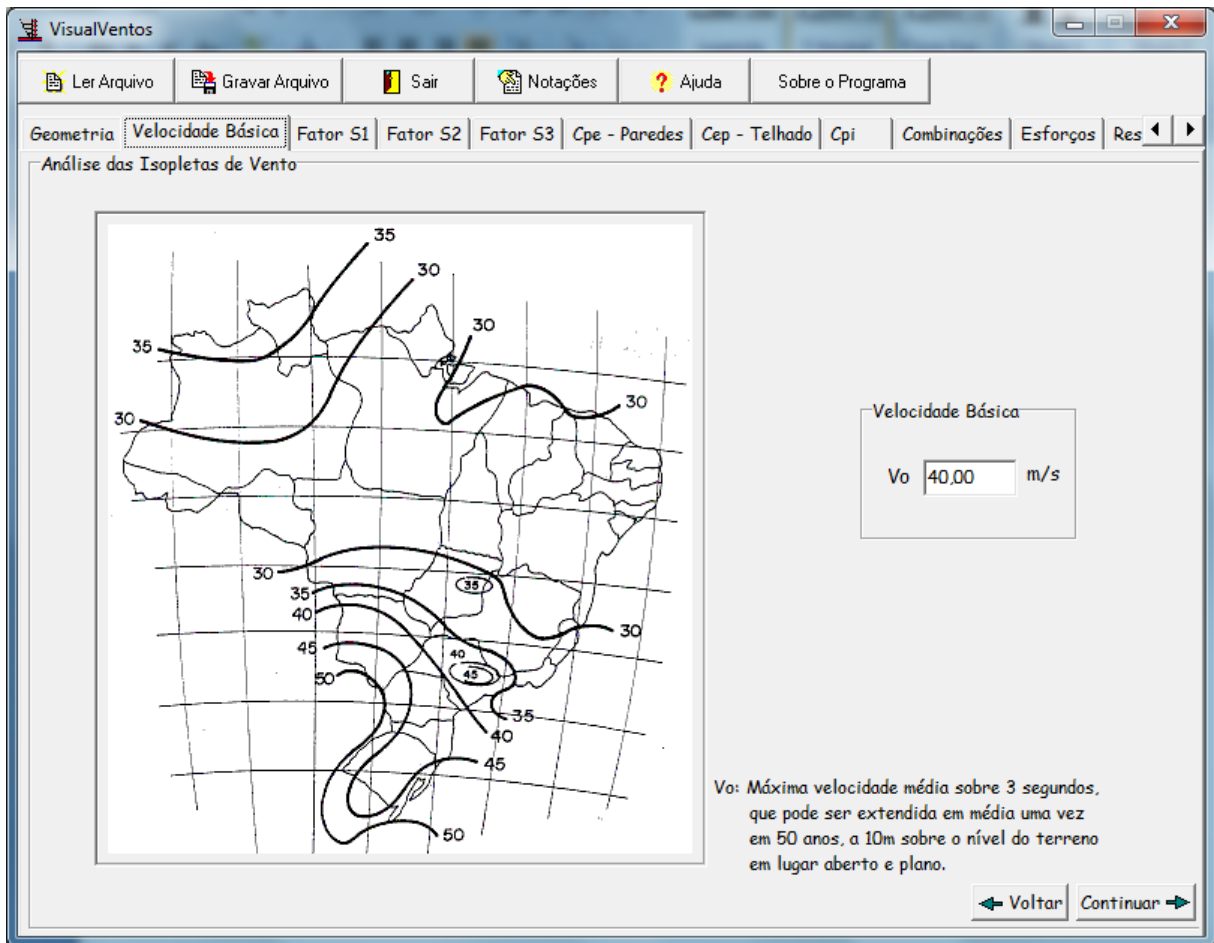 VisualVentos
Ler Arquivo Gravar Arquivo Sair Notações Ajuda Sobre o Programa
Geometria Velocidade Básica Fator S1 Fator S2 Fator S3 Cpe - Paredes Cep - Telhado Cpi Combinações Esforços Res
Análise das Isopletas de Vento
35
30
30
35
30
30
30
35
35
40
30
45
40
45
50
35
40
45
50
Velocidade Básica
Vo 40,00 m/s
Vo: Máxima velocidade média sobre 3 segundos,
que pode ser extendida em média uma vez
em 50 anos, a 10m sobre o nível do terreno
em lugar aberto e plano.
Voltar Continuar